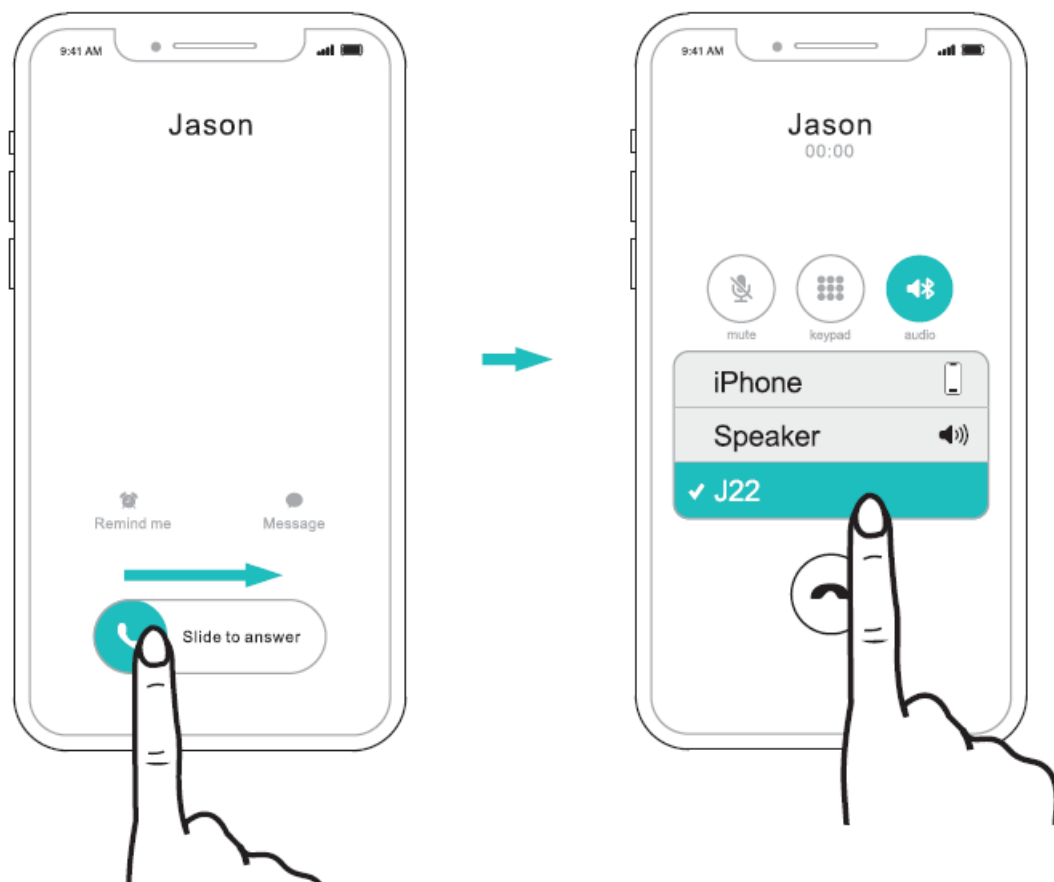 9:41 AM
Jason
Remind me
Message
Slide to answer
9:41 AM
Jason
00:00
mute
keypad
audio
iPhone
Speaker
J22